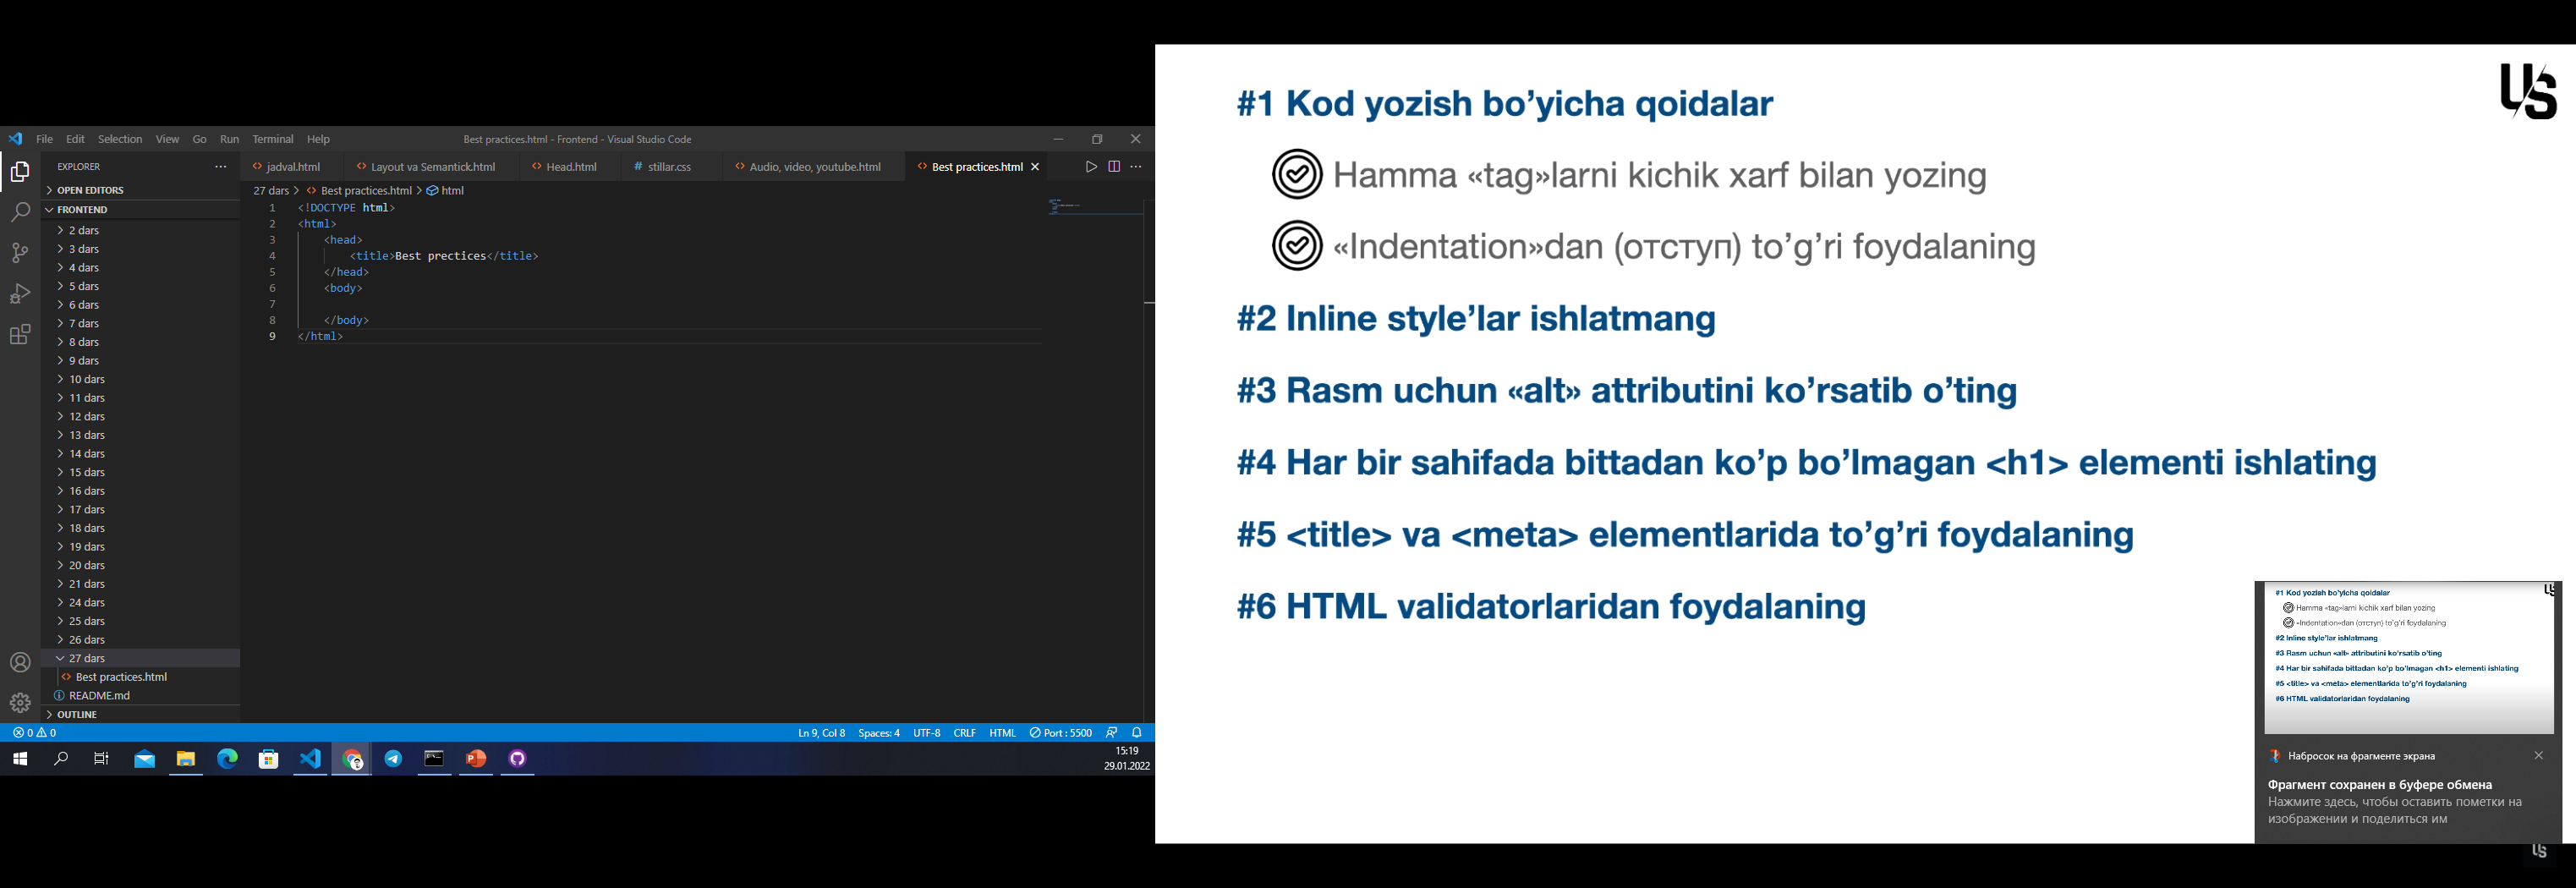 File Edit Selection View Go Run Terminal Help
Best practices.html - Frontend - Visual Studio Code
EXPLORER
jadval.html
Layout va Semantick.html
Head.html
# stillar.css
Audio, video, youtube.html
Best practices.html
OPEN EDITORS
27 dars > Best practices.html > html
FRONTEND
2 dars
3 dars
4 dars
5 dars
6 dars
7 dars
8 dars
9 dars
10 dars
11 dars
12 dars
13 dars
14 dars
15 dars
16 dars
17 dars
18 dars
19 dars
20 dars
21 dars
24 dars
25 dars
26 dars
27 dars
Best practices.html
README.md
OUTLINE
1 <!DOCTYPE html>
2 <html>
3 <head>
4 <title>Best prectices</title>
5 </head>
6 <body>
7
8 </body>
9 </html>
0 0
Ln 9, Col 8 Spaces: 4 UTF-8 CRLF HTML Port : 5500
15:19
29.01.2022
US
#1 Kod yozish bo’yicha qoidalar
Hamma «tag»larni kichik xarf bilan yozing
«Indentation»dan (отступ) to’g’ri foydalaning
#2 Inline style’lar ishlatmang
#3 Rasm uchun «alt» attributini ko’rsatib o’ting
#4 Har bir sahifada bittadan ko’p bo’lmagan <h1> elementi ishlating
#5 <title> va <meta> elementlarida to’g’ri foydalaning
#6 HTML validatorlaridan foydalaning
#1 Kod yozish bo’yicha qoidalar
Hamma «tag»larni kichik xarf bilan yozing
«Indentation»dan (отступ) to’g’ri foydalaning
#2 Inline style’lar ishlatmang
#3 Rasm uchun «alt» attributini ko’rsatib o’ting
#4 Har bir sahifada bittadan ko’p bo’lmagan <h1> elementi ishlating
#5 <title> va <meta> elementlarida to’g’ri foydalaning
#6 HTML validatorlaridan foydalaning
Набросок на фрагменте экрана
Фрагмент сохранен в буфере обмена
Нажмите здесь, чтобы оставить пометки на
изображении и поделиться им
US